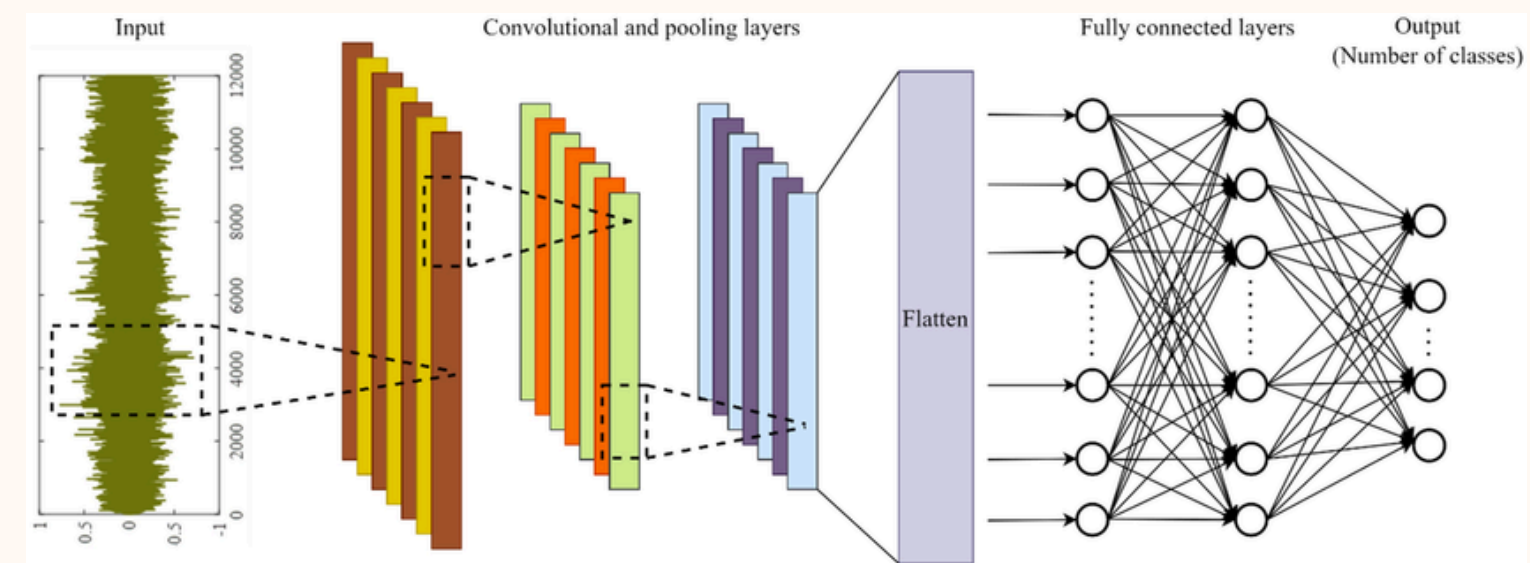 Input
Convolutional and pooling layers
Fully connected layers
Output
(Number of classes)
12000
10000
8000
6000
4000
2000
0
1
0.5
0
-0.5
-1
Flatten